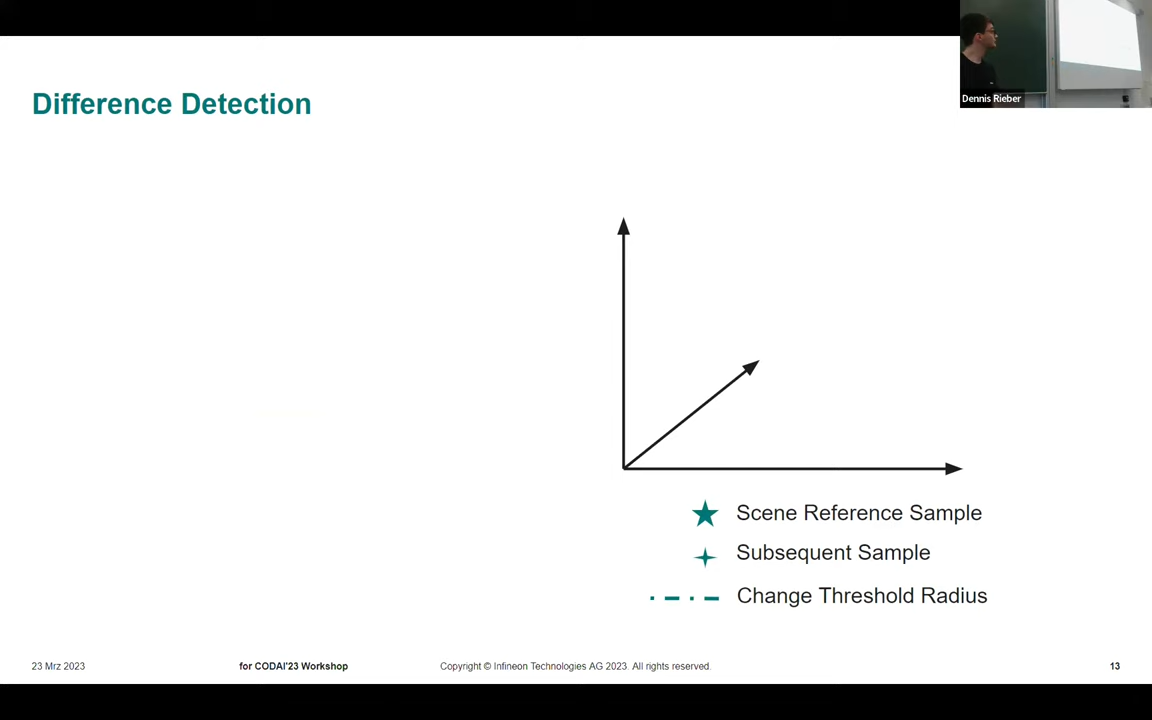 Difference Detection
Dennis Rieber
Scene Reference Sample
Subsequent Sample
Change Threshold Radius
23 Mrz 2023
for CODAI'23 Workshop
Copyright © Infineon Technologies AG 2023. All rights reserved.
13